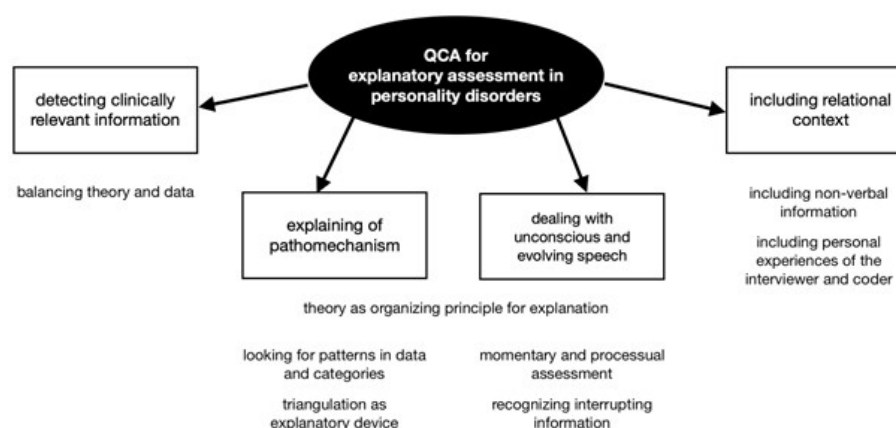 QCA for
explanatory assessment in
personality disorders
detecting clinically
relevant information
balancing theory and data
explaining of
pathomechanism
dealing with
unconscious and
evolving speech
including relational
context
including non-verbal
information
including personal
experiences of the
interviewer and coder
theory as organizing principle for explanation
looking for patterns in data
and categories
triangulation as
explanatory device
momentary and processual
assessment
recognizing interrupting
information